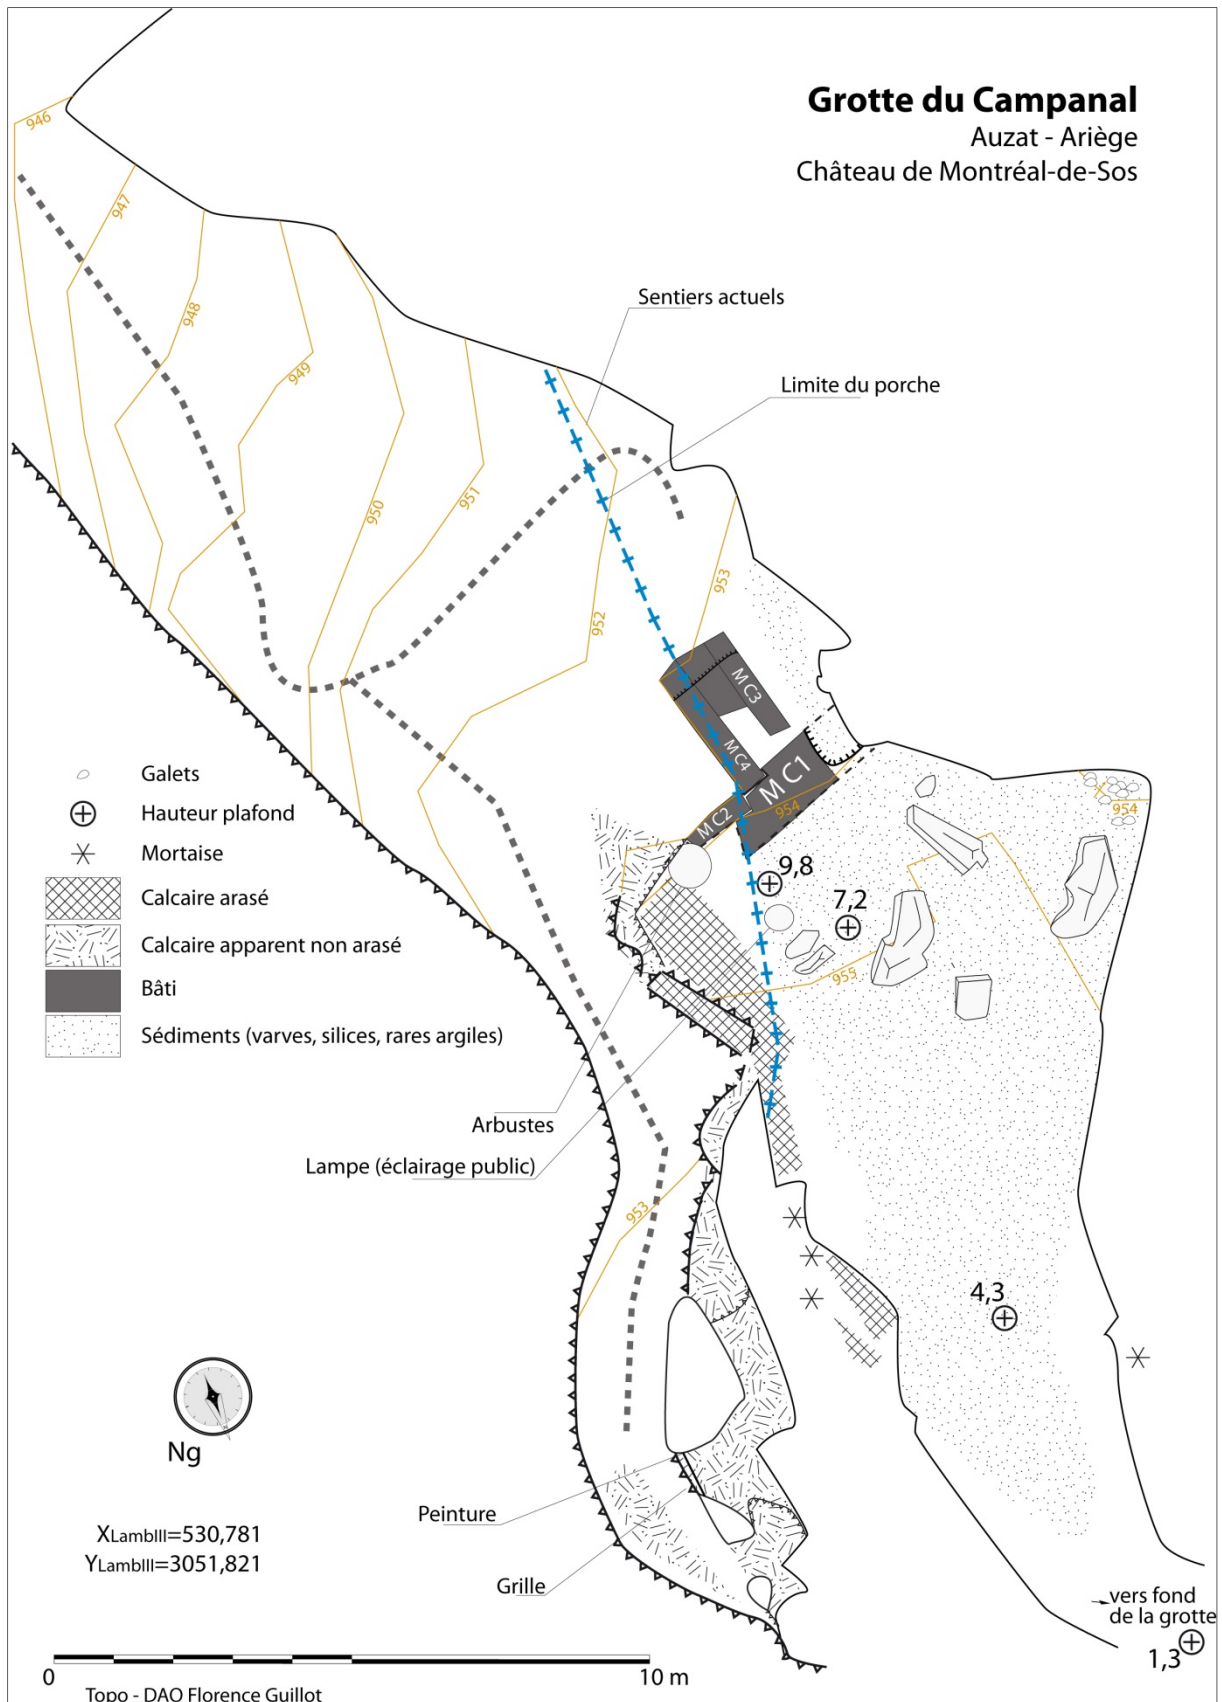 Grotte du Campanal
Auzat - Ariège
Château de Montréal-de-Sos
946
947
948
949
950
951
952
953
Sentiers actuels
Limite du porche
M C3
M C4
M C1
M C2
954
954
9,8
7,2
955
Galets
Hauteur plafond
Mortaise
Calcaire arasé
Calcaire apparent non arasé
Bâti
Sédiments (varves, silices, rares argiles)
Arbustes
Lampe (éclairage public)
953
4,3
Ng
Peinture
Grille
XLambIII=530,781
YLambIII=3051,821
vers fond
de la grotte
1,3
0
10 m
Topo - DAO Florence Guillot